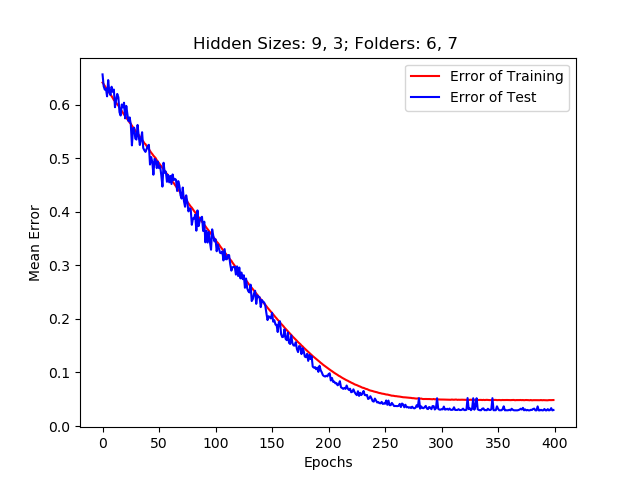 Hidden Sizes: 9, 3; Folders: 6, 7
Error of Training
Error of Test
Mean Error
0.6
0.5
0.4
0.3
0.2
0.1
0.0
0 50 100 150 200 250 300 350 400
Epochs